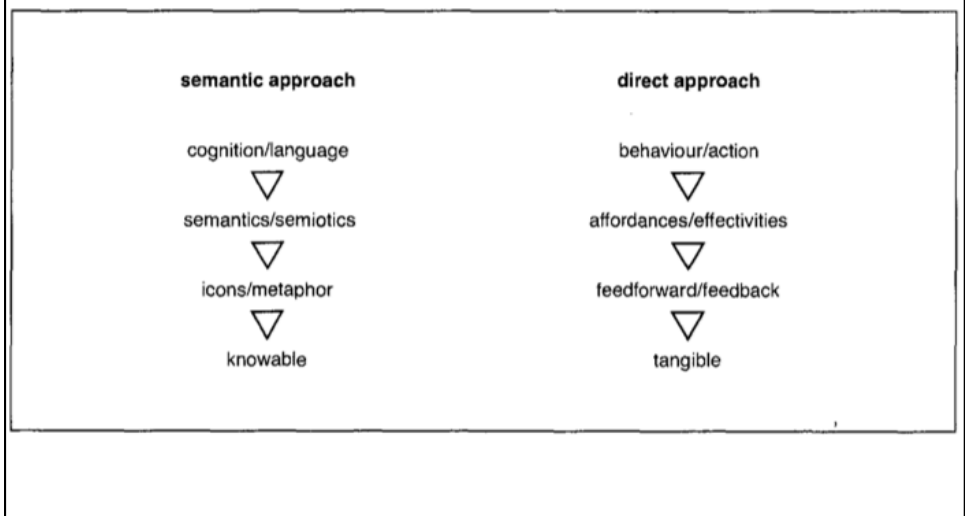 semantic approach
cognition/language
semantics/semiotics
icons/metaphor
knowable
direct approach
behaviour/action
affordances/effectivities
feedforward/feedback
tangible